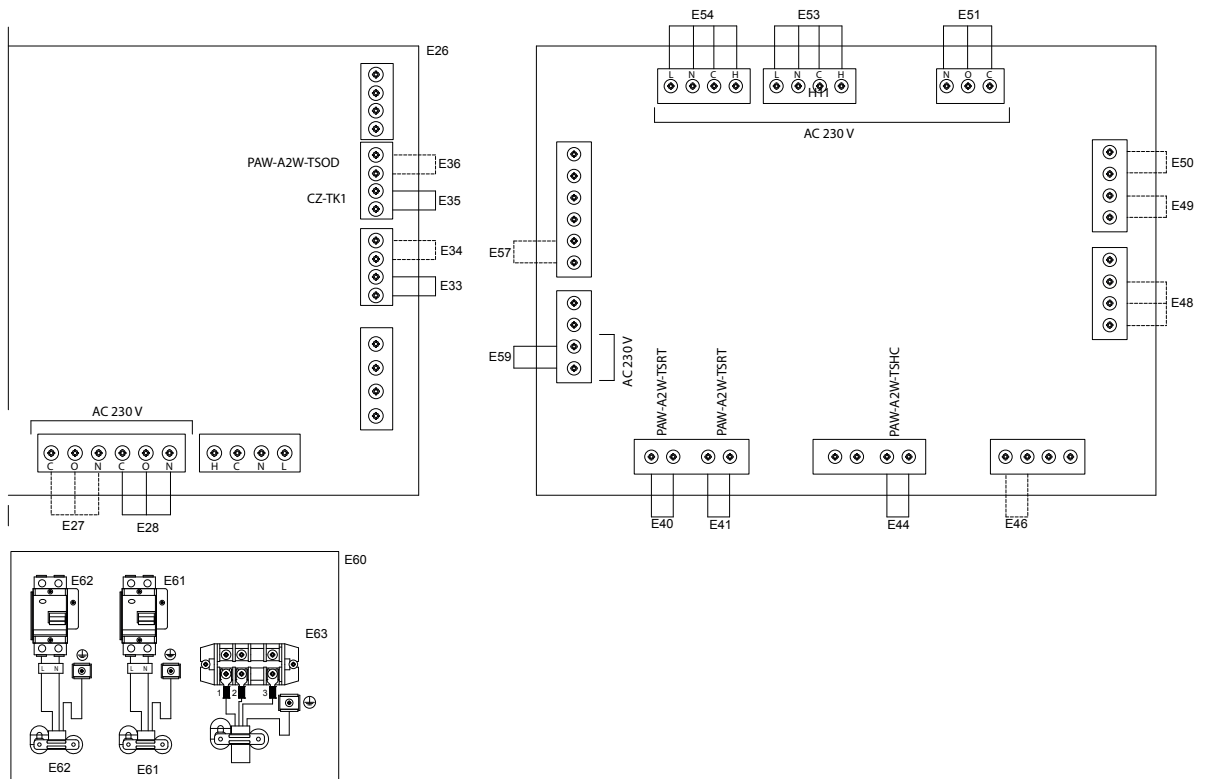 E26
PAW-A2W-TSOD
E36
CZ-TK1
E35
E34
E33
AC 230 V
C O N C O N
H C N L
E27
E28
E54
E53
E51
L N C H
L N C H
N O C
AC 230 V
E50
E49
E48
E57
E59
AC 230 V
PAW-A2W-TSRT
PAW-A2W-TSRT
PAW-A2W-TSHC
E40
E41
E44
E46
E60
E62
E61
E63
L N
L N
1 2 3
E62
E61